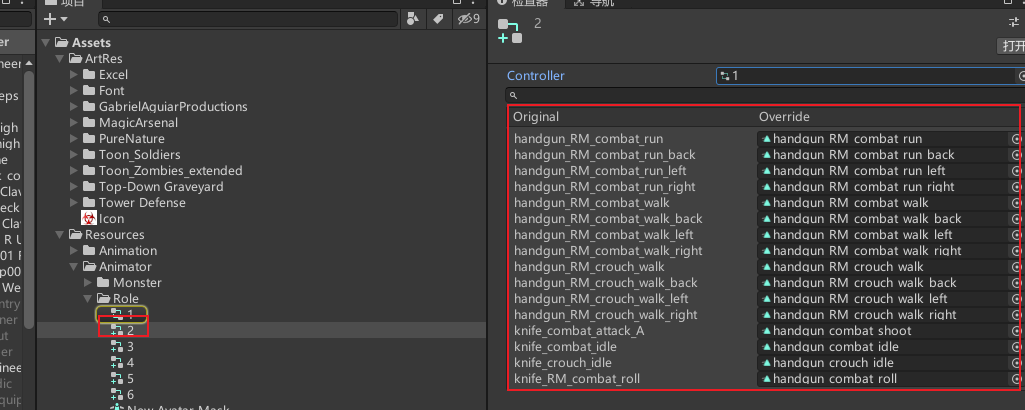 项目
检查器
导航
9
2
打开
Assets
ArtRes
Excel
Font
GabrielAguiarProductions
MagicArsenal
PureNature
Toon_Soldiers
Toon_Zombies_extended
Top-Down Graveyard
Tower Defense
Icon
Resources
Animation
Animator
Monster
Role
1
2
3
4
5
6
New Avatar Mask
Controller 1
Original Override
handgun_RM_combat_run handgun_RM_combat_run
handgun_RM_combat_run_back handgun_RM_combat_run_back
handgun_RM_combat_run_left handgun_RM_combat_run_left
handgun_RM_combat_run_right handgun_RM_combat_run_right
handgun_RM_combat_walk handgun_RM_combat_walk
handgun_RM_combat_walk_back handgun_RM_combat_walk_back
handgun_RM_combat_walk_left handgun_RM_combat_walk_left
handgun_RM_combat_walk_right handgun_RM_combat_walk_right
handgun_RM_crouch_walk handgun_RM_crouch_walk
handgun_RM_crouch_walk_back handgun_RM_crouch_walk_back
handgun_RM_crouch_walk_left handgun_RM_crouch_walk_left
handgun_RM_crouch_walk_right handgun_RM_crouch_walk_right
knife_combat_attack_A handgun_combat_shoot
knife_combat_idle handgun_combat_idle
knife_crouch_idle handgun_crouch_idle
knife_RM_combat_roll handgun_combat_roll